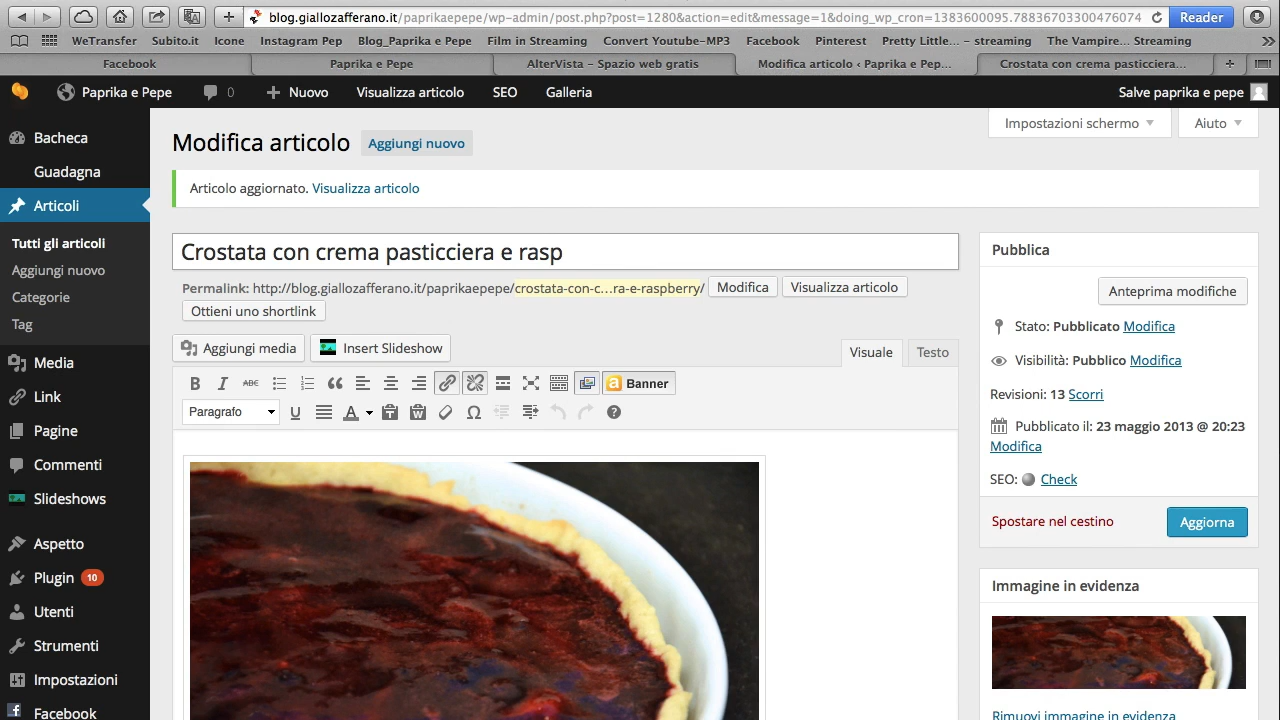 blog.giallozafferano.it/paprikaepepe/wp-admin/post.php?post=1280&action=edit&message=1&doing_wp_cron=1383600095.78836703300476074
Reader
WeTransfer Subito.it Icone Instagram Pep Blog_Paprika e Pepe Film in Streaming Convert Youtube-MP3 Facebook Pinterest Pretty Little... – streaming The Vampire... Streaming
Facebook Paprika e Pepe AlterVista – Spazio web gratis Modifica articolo ‹ Paprika e Pep... Crostata con crema pasticciera...
Paprika e Pepe 0 Nuovo Visualizza articolo SEO Galleria Salve paprika e pepe
Impostazioni schermo Aiuto
Bacheca
Guadagna
Articoli
Tutti gli articoli
Aggiungi nuovo
Categorie
Tag
Media
Link
Pagine
Commenti
Slideshows
Aspetto
Plugin 10
Utenti
Strumenti
Impostazioni
Facebook
Modifica articolo Aggiungi nuovo
Articolo aggiornato. Visualizza articolo
Crostata con crema pasticciera e rasp
Permalink: http://blog.giallozafferano.it/paprikaepepe/crostata-con-c...ra-e-raspberry/ Modifica Visualizza articolo
Ottieni uno shortlink
Aggiungi media Insert Slideshow Visuale Testo
B I ABC a Banner
Paragrafo U A T W Ω ?
Pubblica
Anteprima modifiche
Stato: Pubblicato Modifica
Visibilità: Pubblico Modifica
Revisioni: 13 Scorri
Pubblicato il: 23 maggio 2013 @ 20:23
Modifica
SEO: Check
Spostare nel cestino Aggiorna
Immagine in evidenza
Rimuovi immagine in evidenza